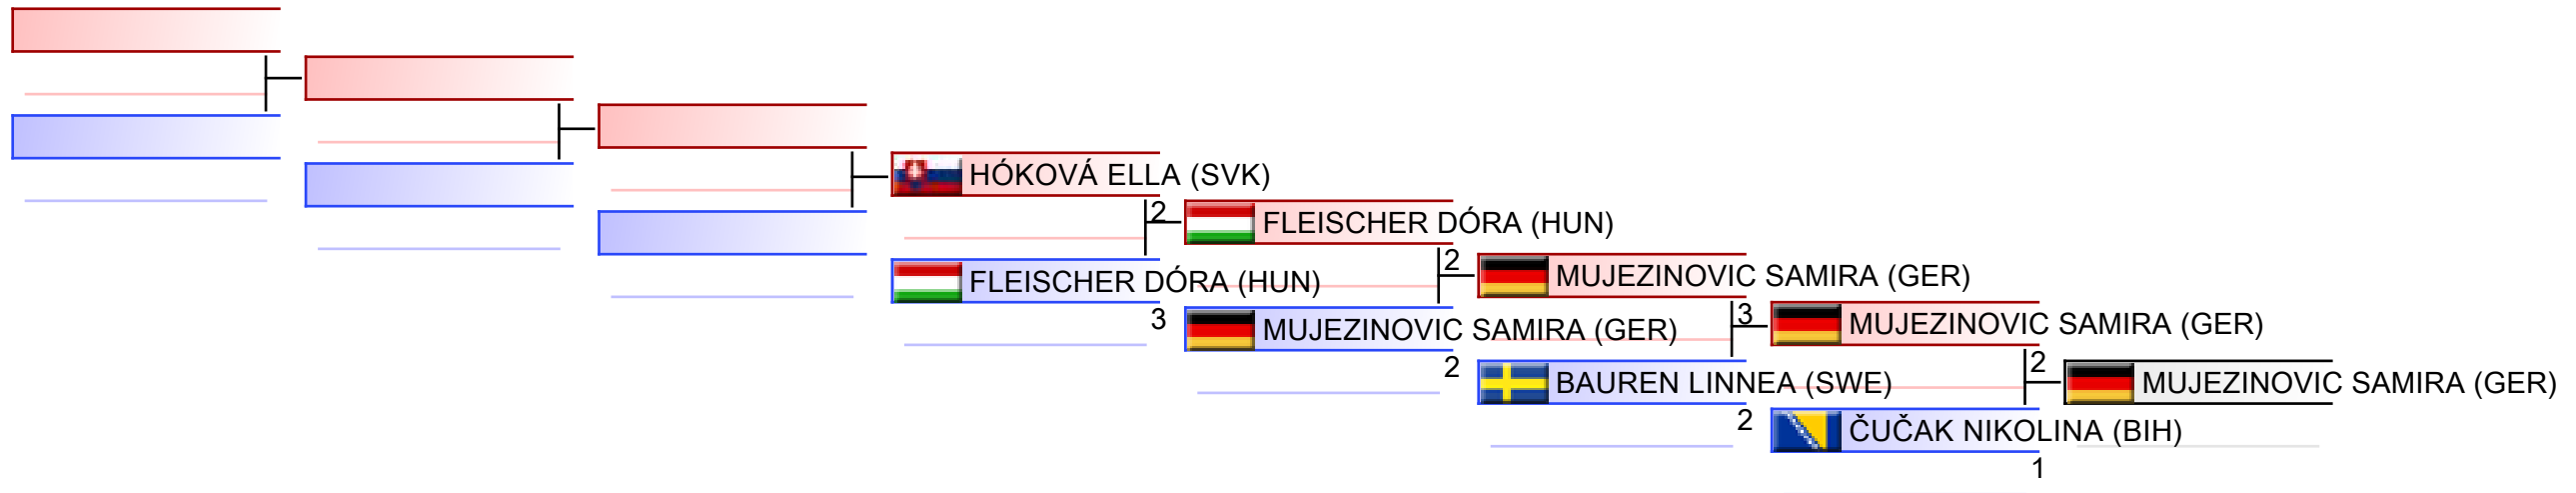 HÓKOVÁ ELLA (SVK)
2
FLEISCHER DÓRA (HUN)
FLEISCHER DÓRA (HUN)
3
2
MUJEZINOVIC SAMIRA (GER)
MUJEZINOVIC SAMIRA (GER)
2
3
MUJEZINOVIC SAMIRA (GER)
BAUREN LINNEA (SWE)
2
2
MUJEZINOVIC SAMIRA (GER)
ČUČAK NIKOLINA (BIH)
1